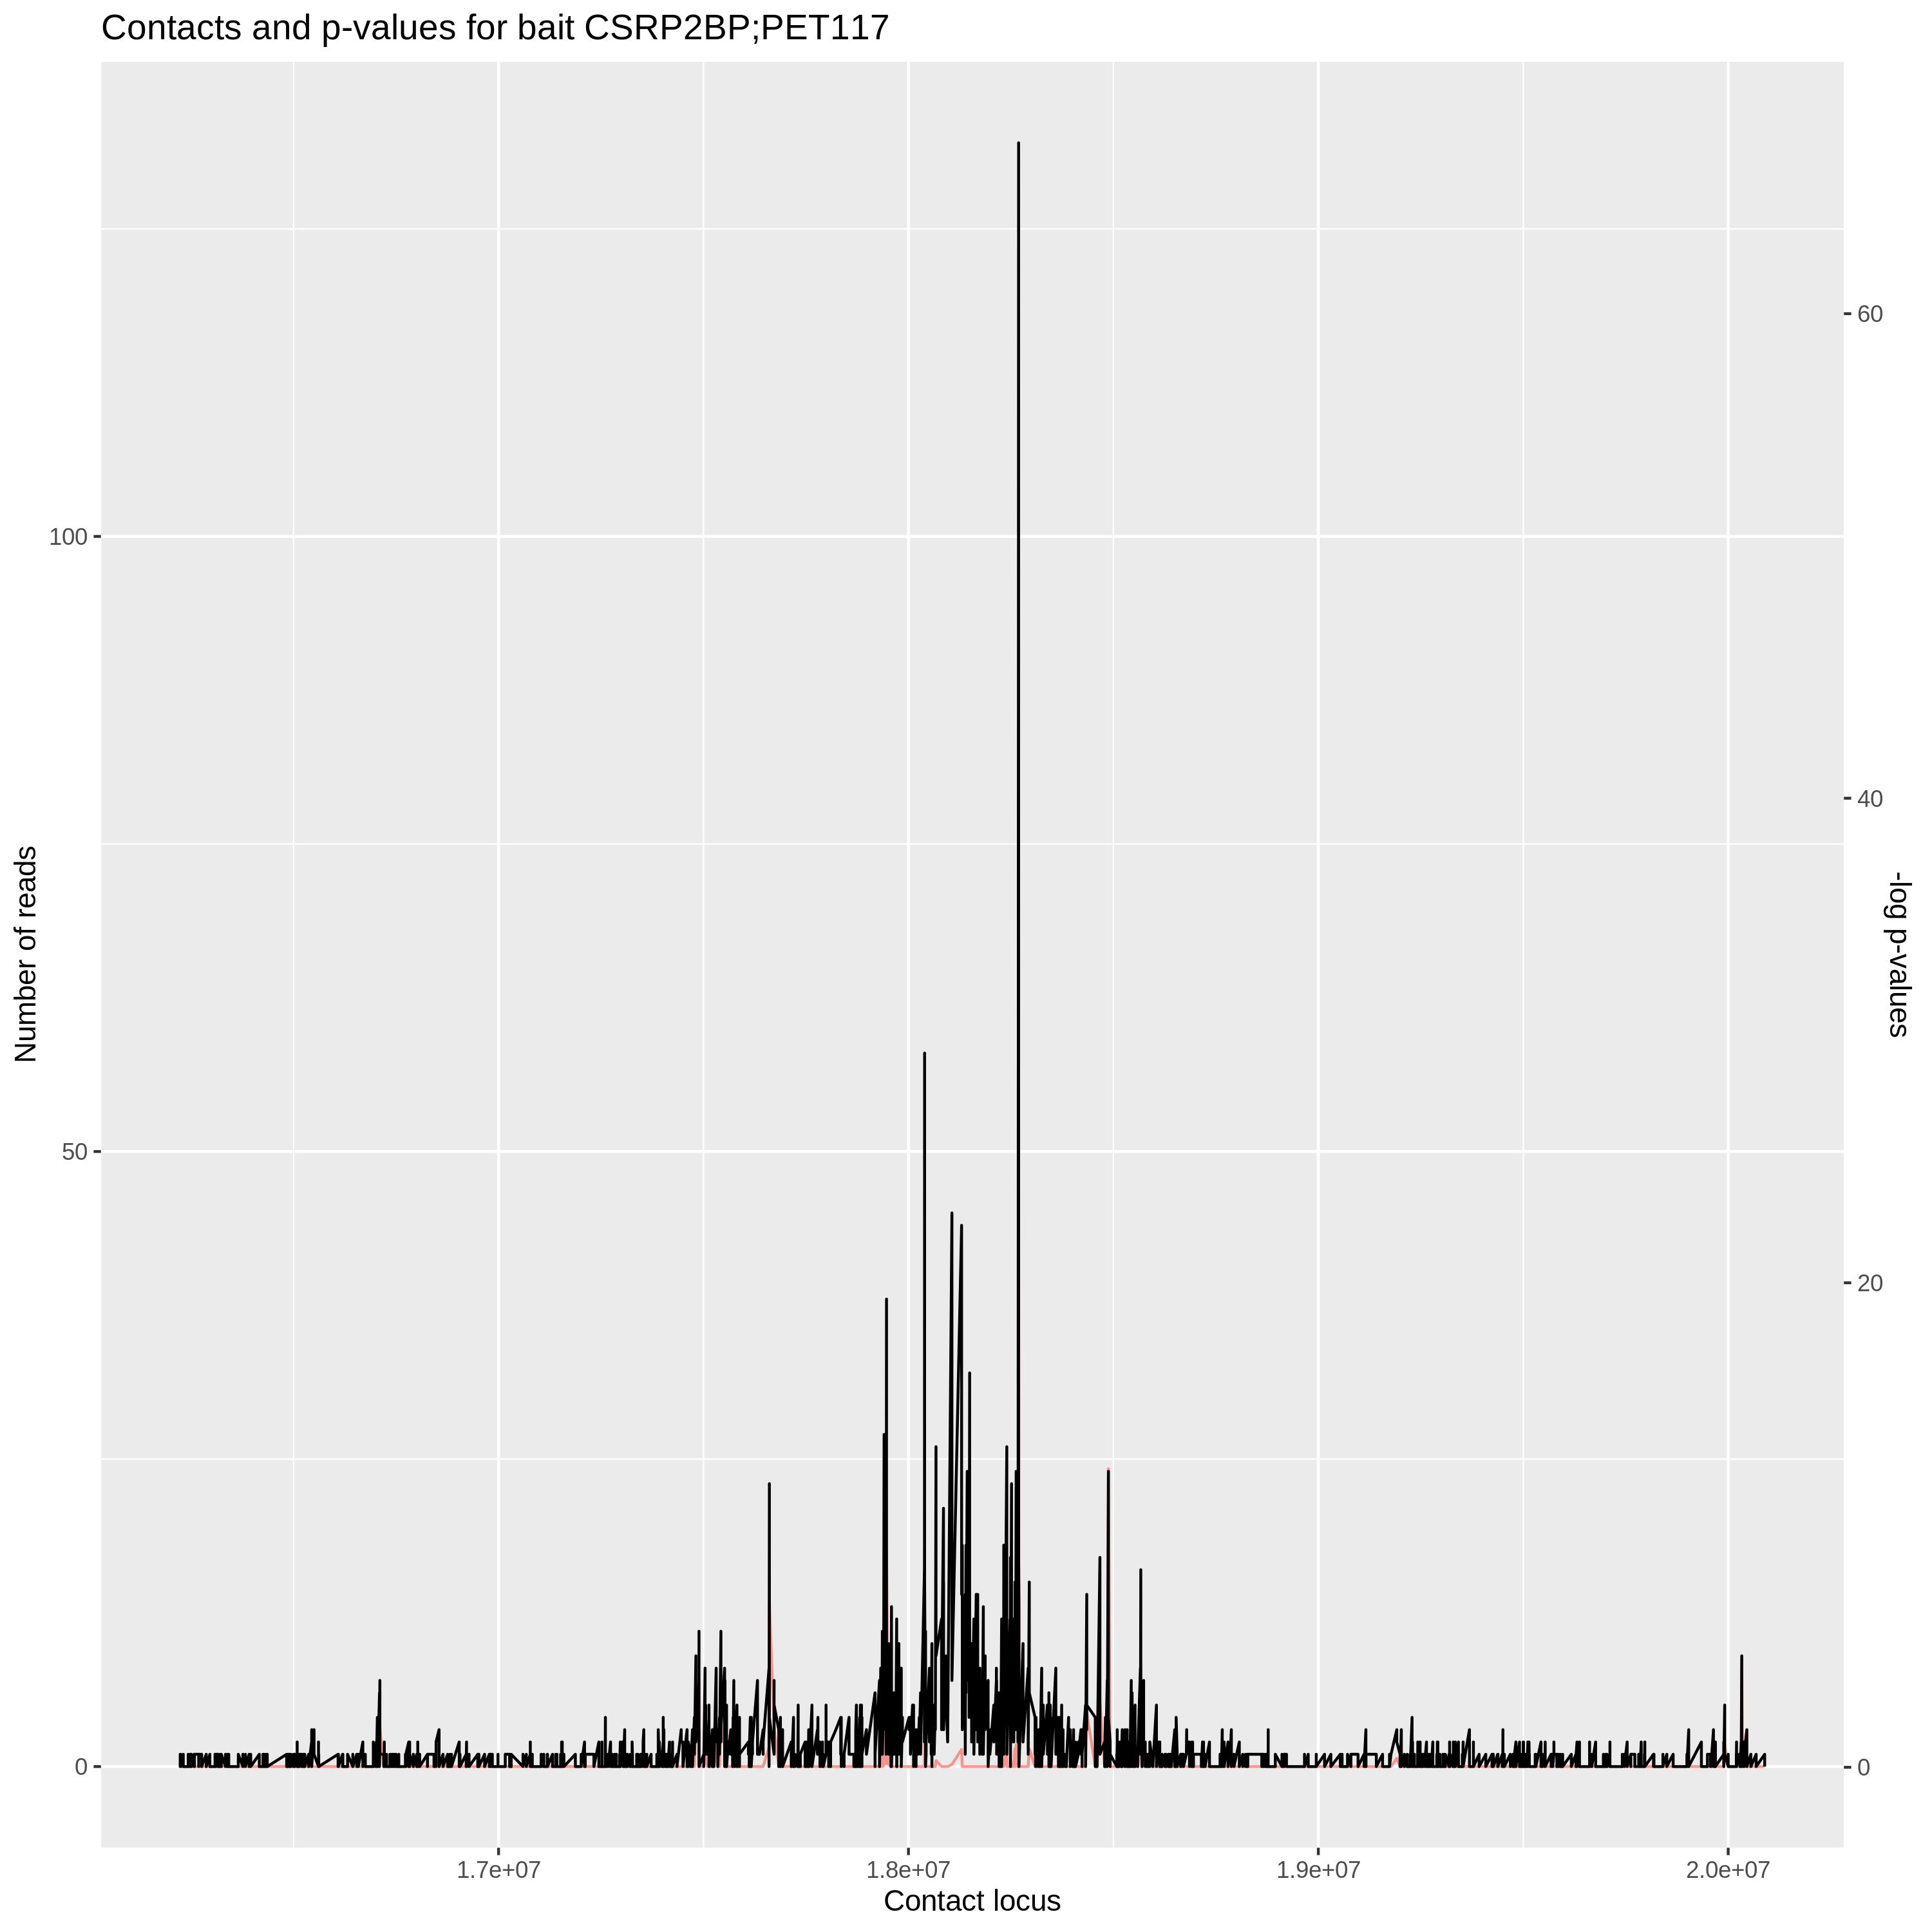 Contacts and p-values for bait CSRP2BP;PET117
Number of reads
100
50
0
60
40
20
0
-log p-values
1.7e+07 1.8e+07 1.9e+07 2.0e+07
Contact locus